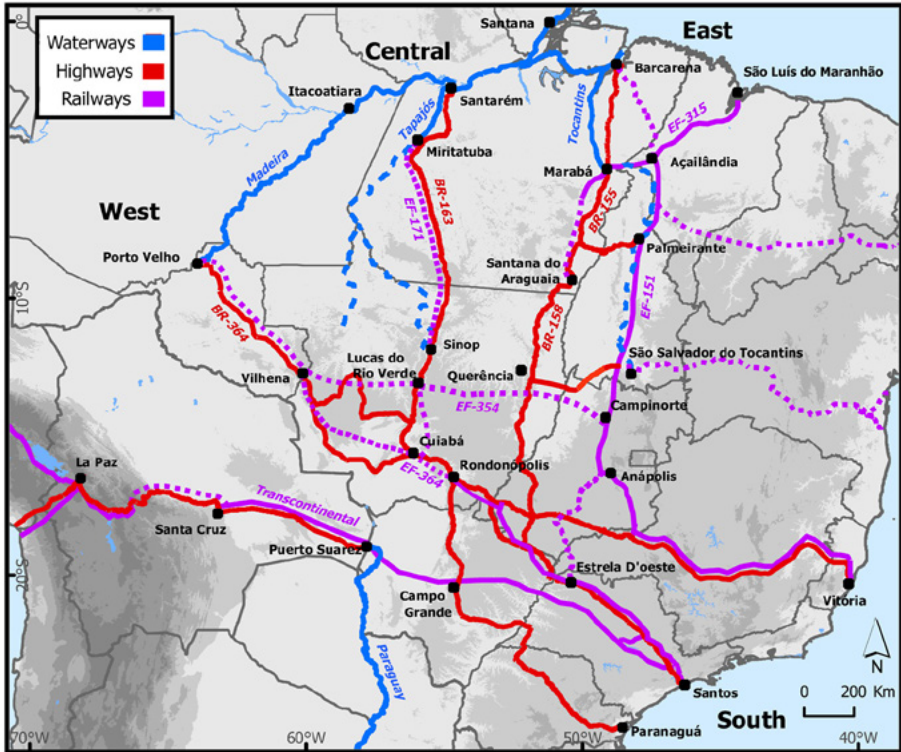 0°
Santana
East
Waterways
Highways
Railways
Central
Barcarena
São Luís do Maranhão
Itacoatiara
Santarém
Tapajós
Tocantins
EF-315
Miritatuba
Açailândia
Madeira
Marabá
BR-163
EF-171
BR-155
West
Palmeirante
Porto Velho
Santana do
Araguaia
10°S
EF-151
BR-364
BR-158
Sinop
São Salvador do Tocantins
Lucas do
Rio Verde
Querência
Vilhena
EF-354
Campinorte
Cuiabá
EF-364
Rondonópolis
La Paz
Anápolis
Transcontinental
Santa Cruz
Puerto Suarez
20°S
Estrela D'oeste
Campo
Grande
Vitória
Paraguay
N
Santos
0 200 Km
South
Paranaguá
70°W
60°W
50°W
40°W